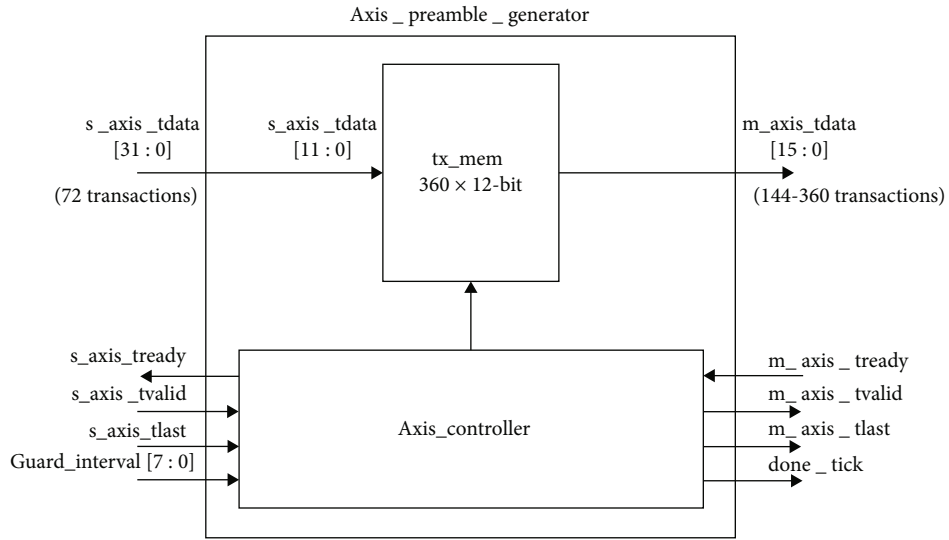 Axis _ preamble _ generator
s _axis _tdata
[31 : 0]
(72 transactions)
s_axis _tdata
[11 : 0]
tx_mem
360 × 12-bit
m_axis_tdata
[15 : 0]
(144-360 transactions)
s_axis_tready
s_axis _tvalid
s_axis_tlast
Guard_interval [7 : 0]
Axis_controller
m_ axis _ tready
m_ axis _ tvalid
m_ axis _ tlast
done _ tick